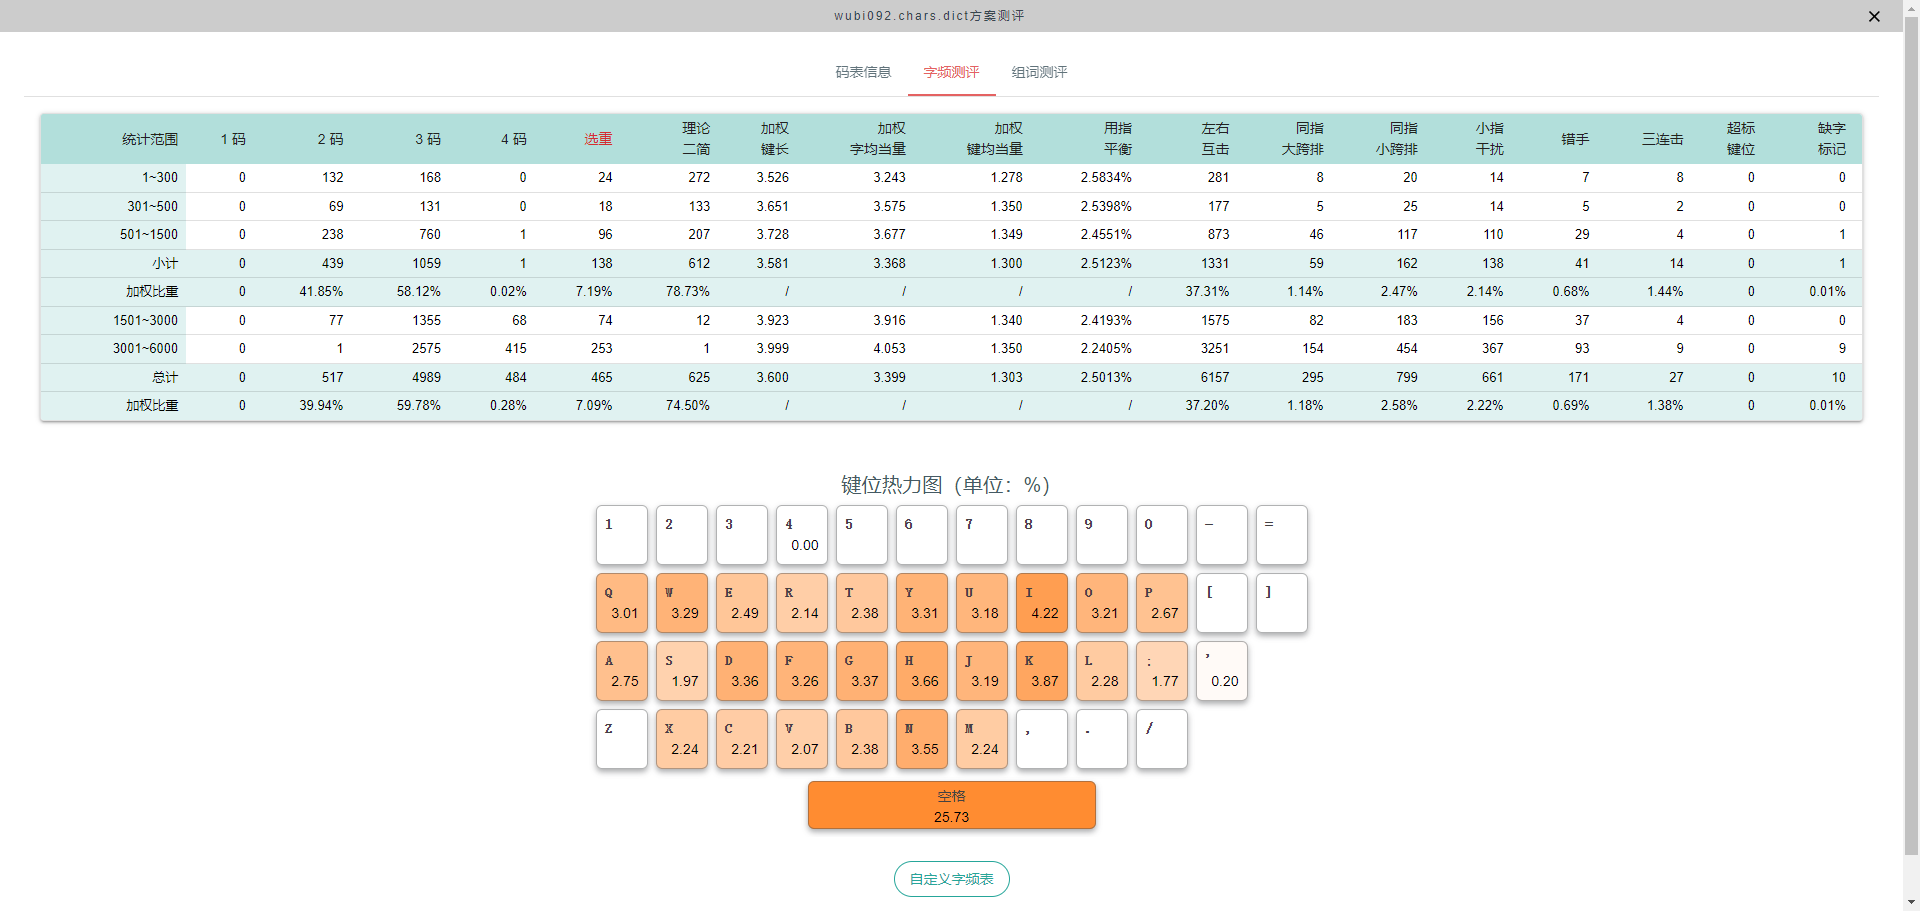 wubi092.chars.dict方案测评
码表信息 字频测评 组词测评
统计范围 1 码 2 码 3 码 4 码 选重 理论二简 加权键长 加权字均当量 加权键均当量 用指平衡 左右互击 同指大跨排 同指小跨排 小指干扰 错手 三连击 超标键位 缺字标记
1~300 0 132 168 0 24 272 3.526 3.243 1.278 2.5834% 281 8 20 14 7 8 0 0
301~500 0 69 131 0 18 133 3.651 3.575 1.350 2.5398% 177 5 25 14 5 2 0 0
501~1500 0 238 760 1 96 207 3.728 3.677 1.349 2.4551% 873 46 117 110 29 4 0 1
小计 0 439 1059 1 138 612 3.581 3.368 1.300 2.5123% 1331 59 162 138 41 14 0 1
加权比重 0 41.85% 58.12% 0.02% 7.19% 78.73% / / / / 37.31% 1.14% 2.47% 2.14% 0.68% 1.44% 0 0.01%
1501~3000 0 77 1355 68 74 12 3.923 3.916 1.340 2.4193% 1575 82 183 156 37 4 0 0
3001~6000 0 1 2575 415 253 1 3.999 4.053 1.350 2.2405% 3251 154 454 367 93 9 0 9
总计 0 517 4989 484 465 625 3.600 3.399 1.303 2.5013% 6157 295 799 661 171 27 0 10
加权比重 0 39.94% 59.78% 0.28% 7.09% 74.50% / / / / 37.20% 1.18% 2.58% 2.22% 0.69% 1.38% 0 0.01%
键位热力图（单位：%）
1 2 3 4 5 6 7 8 9 0 - =
0.00
Q W E R T Y U I O P [ ]
3.01 3.29 2.49 2.14 2.38 3.31 3.18 4.22 3.21 2.67
A S D F G H J K L ; '
2.75 1.97 3.36 3.26 3.37 3.66 3.19 3.87 2.28 1.77 0.20
Z X C V B N M , . /
2.24 2.21 2.07 2.38 3.55 2.24
空格
25.73
自定义字频表